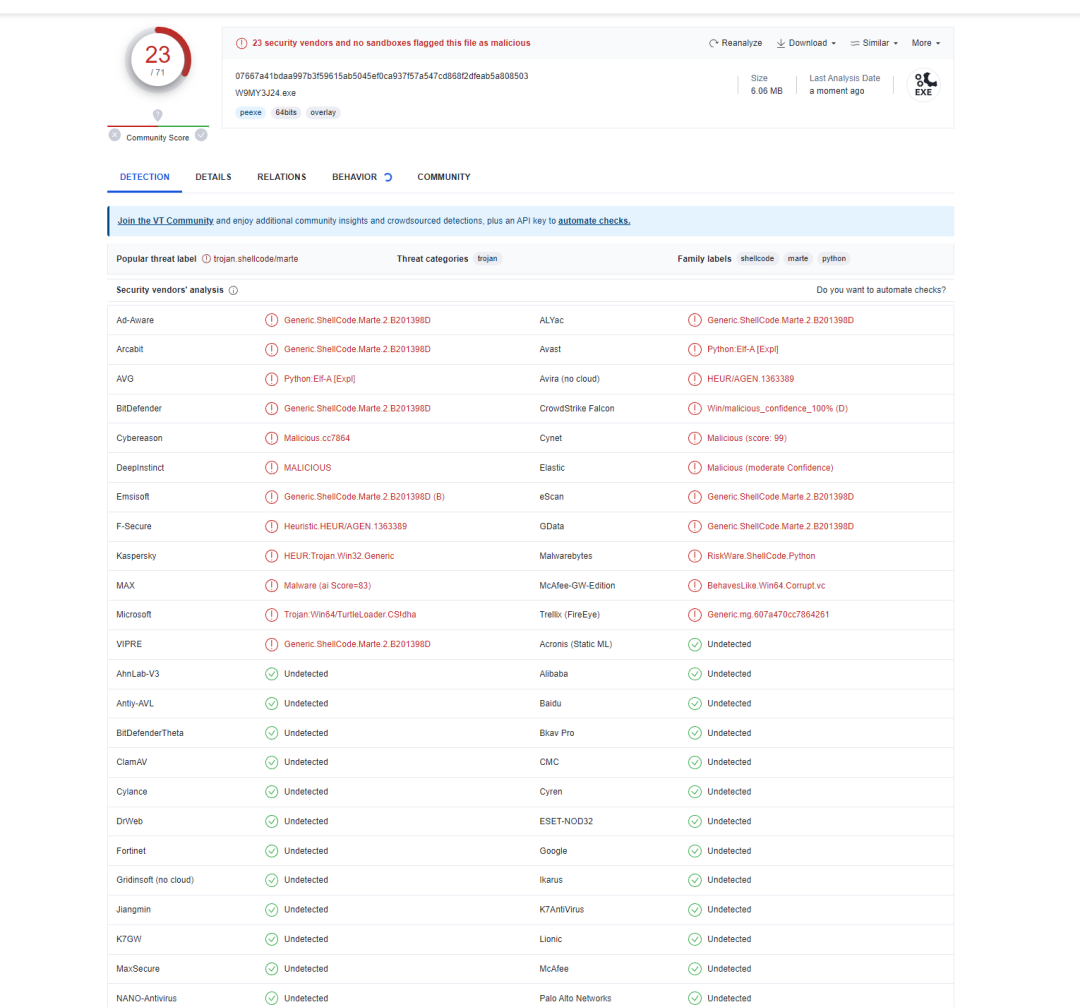 23
/ 71
Community Score
23 security vendors and no sandboxes flagged this file as malicious
Reanalyze Download Similar More
07667a41bdaa997b3f59615ab5045ef0ca937f57a547cd868f2dfeab5a808503
W9MY3J24.exe
peexe 64bits overlay
Size
6.06 MB
Last Analysis Date
a moment ago
EXE
DETECTION DETAILS RELATIONS BEHAVIOR COMMUNITY
Join the VT Community and enjoy additional community insights and crowdsourced detections, plus an API key to automate checks.
Popular threat label trojan.shellcode/marte Threat categories trojan Family labels shellcode marte python
Security vendors' analysis Do you want to automate checks?
Ad-Aware Generic.ShellCode.Marte.2.B201398D ALYac Generic.ShellCode.Marte.2.B201398D
Arcabit Generic.ShellCode.Marte.2.B201398D Avast Python:Elf-A [Expl]
AVG Python:Elf-A [Expl] Avira (no cloud) HEUR/AGEN.1363389
BitDefender Generic.ShellCode.Marte.2.B201398D CrowdStrike Falcon Win/malicious_confidence_100% (D)
Cybereason Malicious.cc7864 Cynet Malicious (score: 99)
DeepInstinct MALICIOUS Elastic Malicious (moderate Confidence)
Emsisoft Generic.ShellCode.Marte.2.B201398D (B) eScan Generic.ShellCode.Marte.2.B201398D
F-Secure Heuristic.HEUR/AGEN.1363389 GData Generic.ShellCode.Marte.2.B201398D
Kaspersky HEUR:Trojan.Win32.Generic Malwarebytes RiskWare.ShellCode.Python
MAX Malware (ai Score=83) McAfee-GW-Edition BehavesLike.Win64.Corrupt.vc
Microsoft Trojan:Win64/TurtleLoader.CS!dha Trellix (FireEye) Generic.mg.607a470cc7864261
VIPRE Generic.ShellCode.Marte.2.B201398D Acronis (Static ML) Undetected
AhnLab-V3 Undetected Alibaba Undetected
Antiy-AVL Undetected Baidu Undetected
BitDefenderTheta Undetected Bkav Pro Undetected
ClamAV Undetected CMC Undetected
Cylance Undetected Cyren Undetected
DrWeb Undetected ESET-NOD32 Undetected
Fortinet Undetected Google Undetected
Gridinsoft (no cloud) Undetected Ikarus Undetected
Jiangmin Undetected K7AntiVirus Undetected
K7GW Undetected Lionic Undetected
MaxSecure Undetected McAfee Undetected
NANO-Antivirus Undetected Palo Alto Networks Undetected